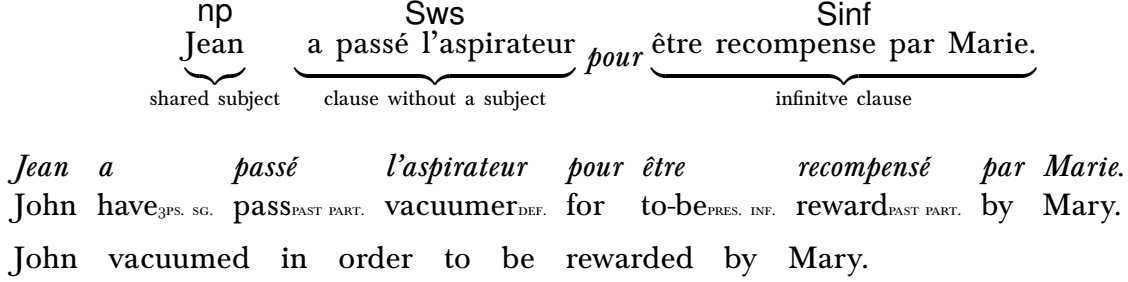 np Sws Sinf
Jean a passé l'aspirateur pour être recompense par Marie.
shared subject clause without a subject infinitve clause
Jean a passé l'aspirateur pour être recompensé par Marie.
John have3PS. SG. passPAST PART. vacuumerDEF. for to-bePRES. INF. rewardPAST PART. by Mary.
John vacuumed in order to be rewarded by Mary.